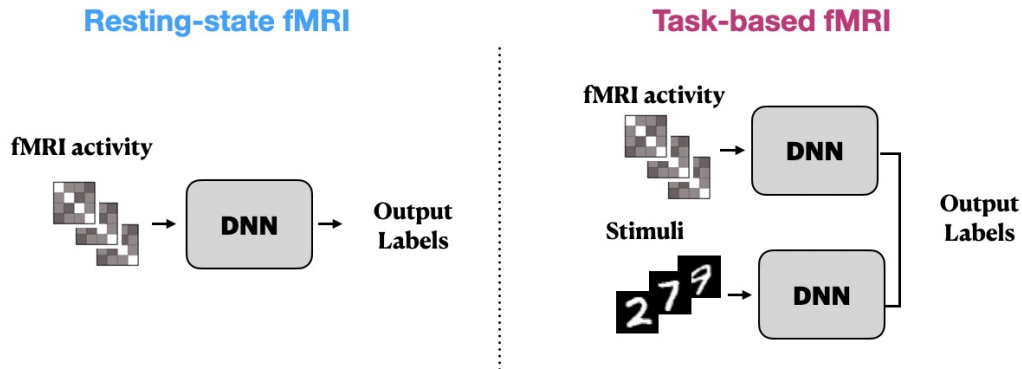 Resting-state fMRI
fMRI activity
DNN
Output
Labels
Task-based fMRI
fMRI activity
DNN
Stimuli
2 7 9
DNN
Output
Labels